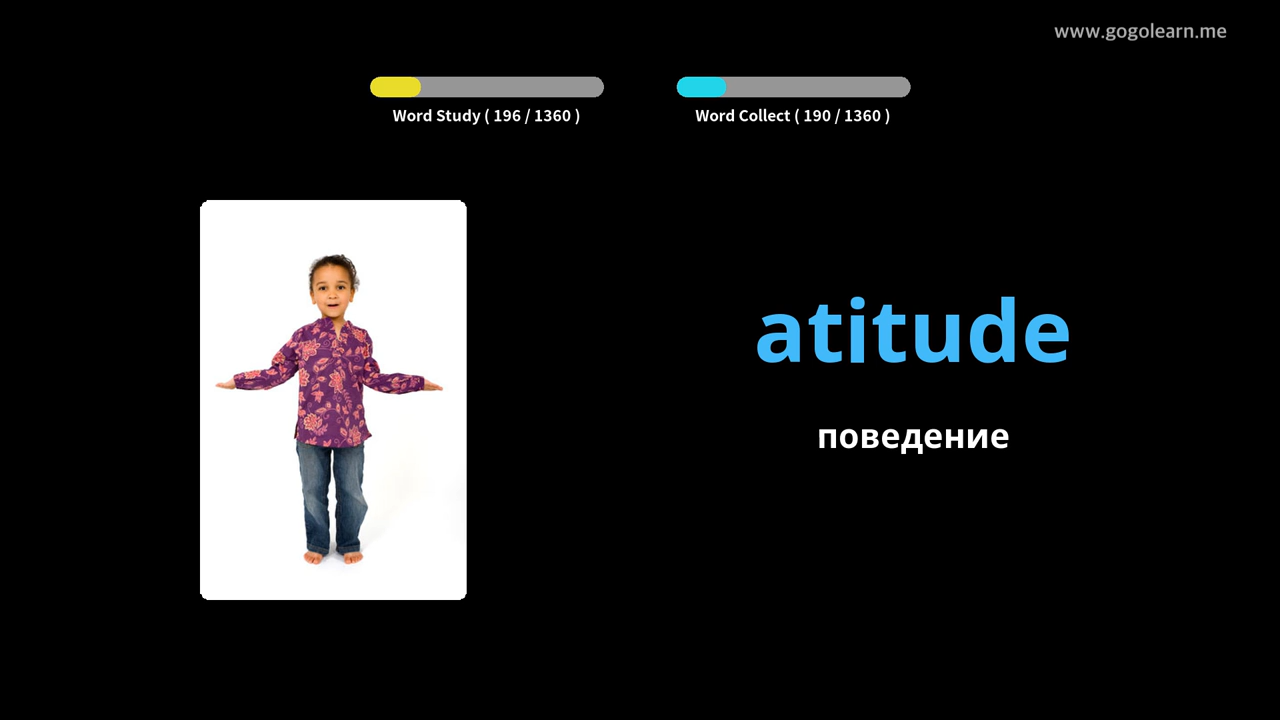 www.gogolearn.me
Word Study ( 196 / 1360 )
Word Collect ( 190 / 1360 )
atitude
поведение